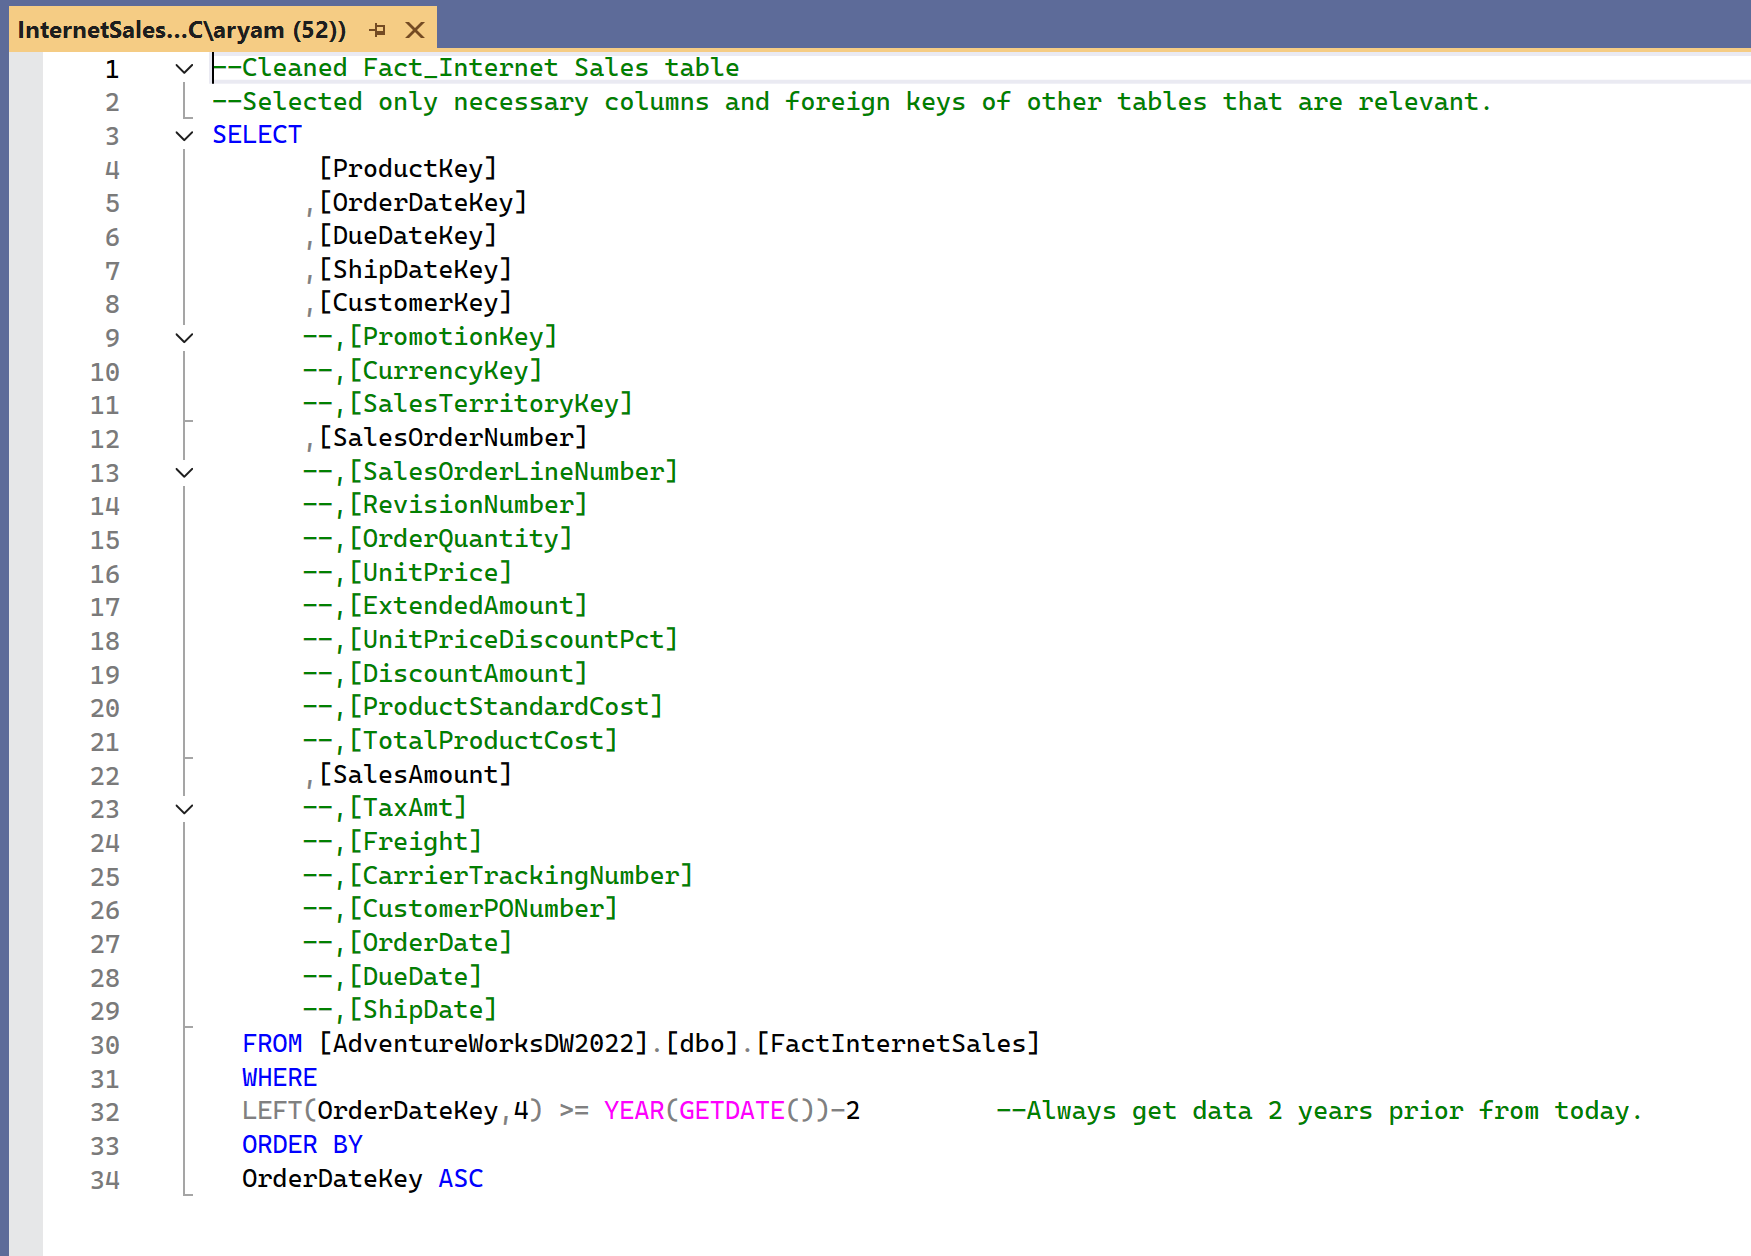 InternetSales...C\aryam (52))
1 --Cleaned Fact_Internet Sales table
2 --Selected only necessary columns and foreign keys of other tables that are relevant.
3 SELECT
4 [ProductKey]
5 ,[OrderDateKey]
6 ,[DueDateKey]
7 ,[ShipDateKey]
8 ,[CustomerKey]
9 --,[PromotionKey]
10 --,[CurrencyKey]
11 --,[SalesTerritoryKey]
12 ,[SalesOrderNumber]
13 --,[SalesOrderLineNumber]
14 --,[RevisionNumber]
15 --,[OrderQuantity]
16 --,[UnitPrice]
17 --,[ExtendedAmount]
18 --,[UnitPriceDiscountPct]
19 --,[DiscountAmount]
20 --,[ProductStandardCost]
21 --,[TotalProductCost]
22 ,[SalesAmount]
23 --,[TaxAmt]
24 --,[Freight]
25 --,[CarrierTrackingNumber]
26 --,[CustomerPONumber]
27 --,[OrderDate]
28 --,[DueDate]
29 --,[ShipDate]
30 FROM [AdventureWorksDW2022].[dbo].[FactInternetSales]
31 WHERE
32 LEFT(OrderDateKey,4) >= YEAR(GETDATE())-2 --Always get data 2 years prior from today.
33 ORDER BY
34 OrderDateKey ASC